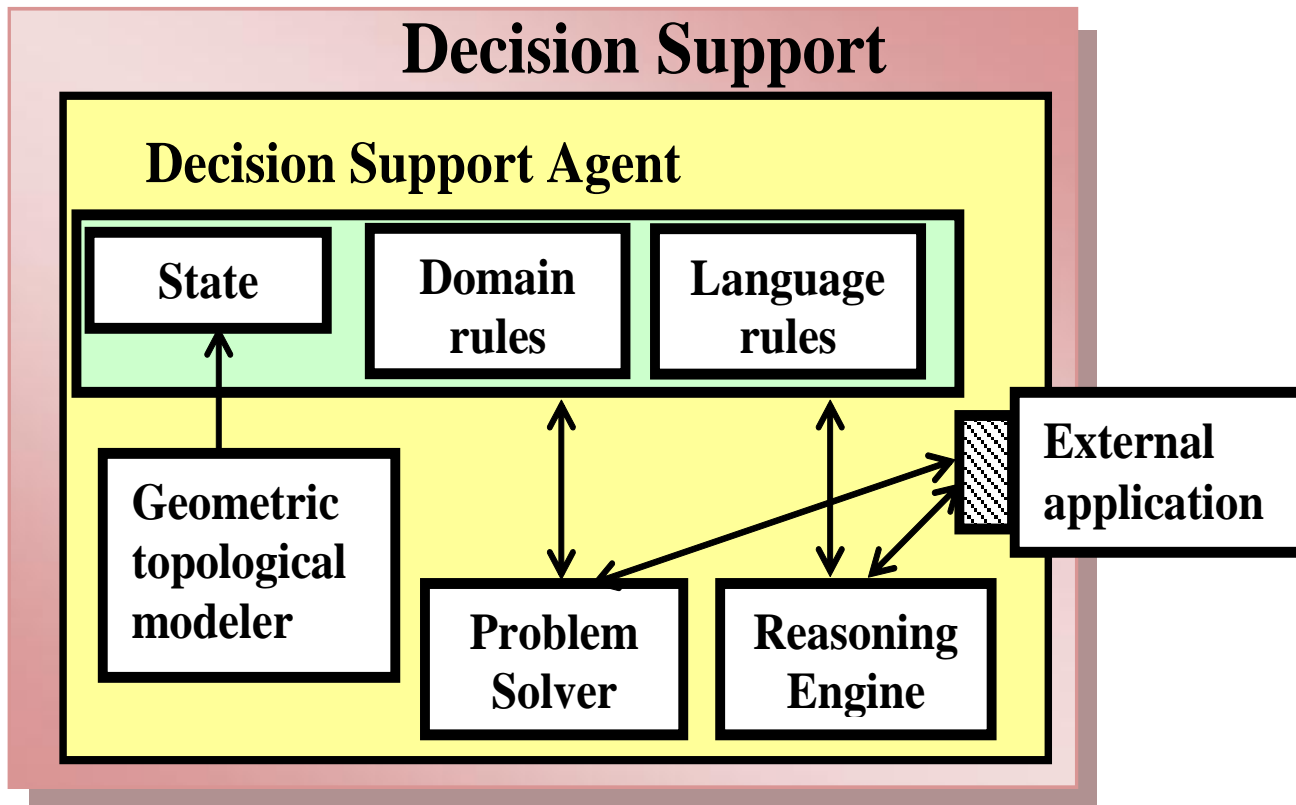 Decision Support
Decision Support Agent
State
Domain
rules
Language
rules
Geometric
topological
modeler
External
application
Problem
Solver
Reasoning
Engine